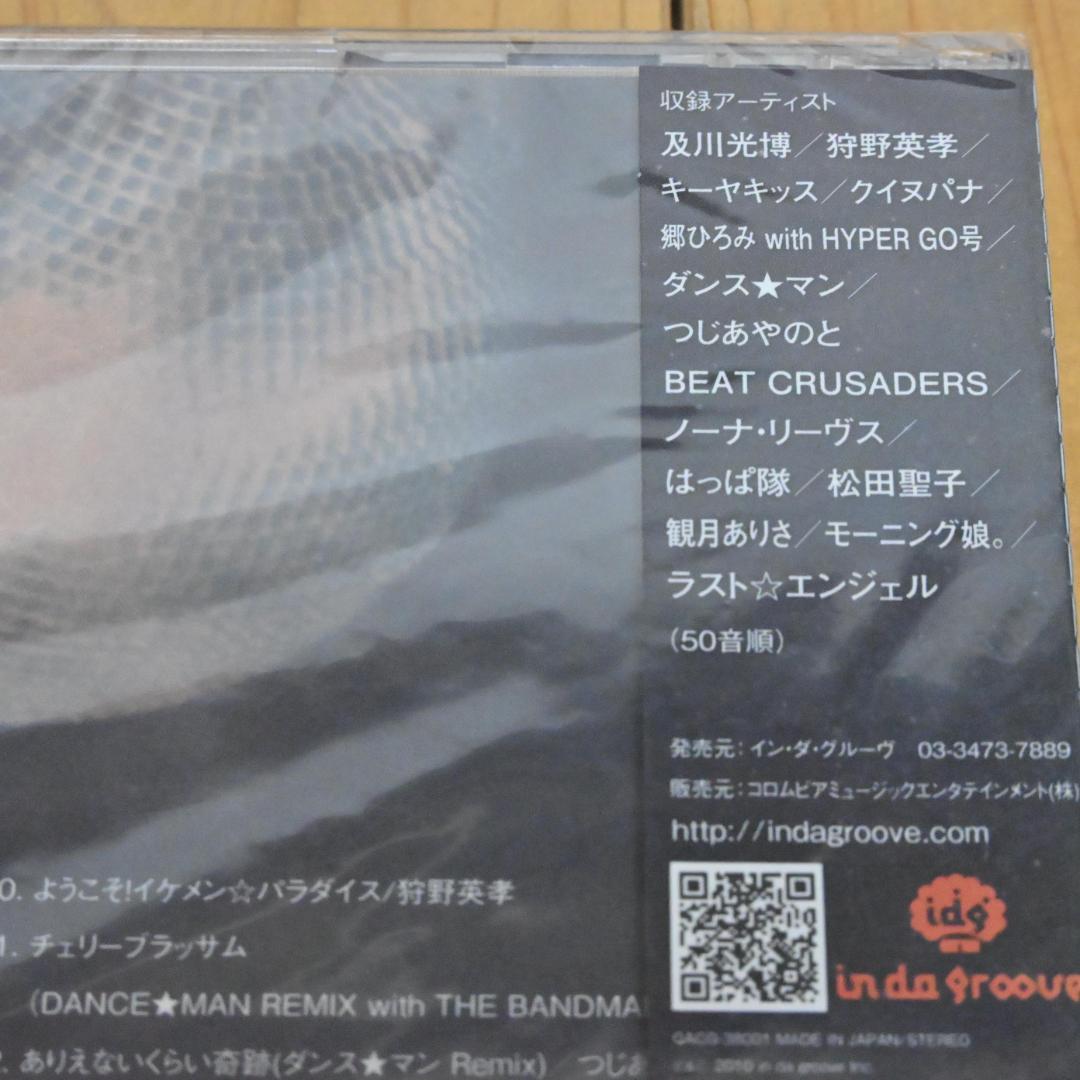 収録アーティスト
及川光博／狩野英孝／
キーヤキッス／クイヌパナ／
郷ひろみ with HYPER GO号／
ダンス★マン／
つじあやのと
BEAT CRUSADERS／
ノーナ・リーヴス／
はっぱ隊／松田聖子／
観月ありさ／モーニング娘。／
ラスト☆エンジェル
(50音順)
発売元：イン・ダ・グルーヴ 03-3473-7889
販売元：コロムビアミュージックエンタテインメント(株)
http://indagroove.com
idg
in da groove
MADE IN JAPAN/STEREO
2010 in da groove Inc.
0. ようこそ!イケメン☆パラダイス/狩野英孝
1. チェリーブラッサム
(DANCE★MAN REMIX with THE BANDMA
. ありえないくらい奇跡(ダンス★マン Remix) つじあ